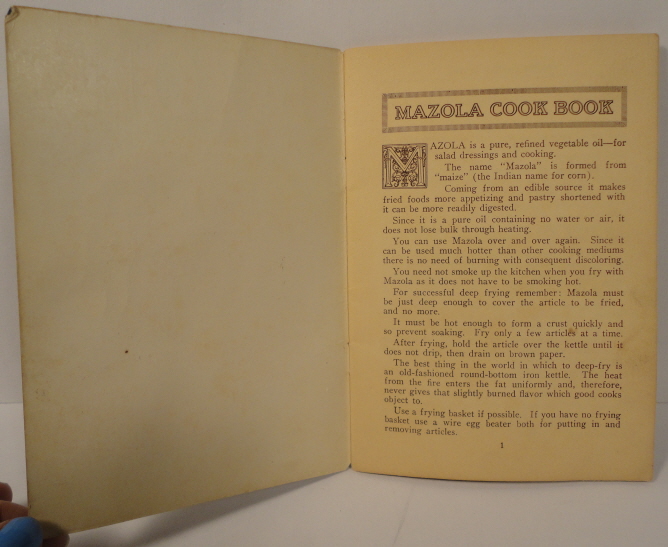 MAZOLA COOK BOOK
MAZOLA is a pure, refined vegetable oil—for
salad dressings and cooking.
The name "Mazola" is formed from
"maize" (the Indian name for corn).
Coming from an edible source it makes
fried foods more appetizing and pastry shortened with
it can be more readily digested.
Since it is a pure oil containing no water or air, it
does not lose bulk through heating.
You can use Mazola over and over again. Since it
can be used much hotter than other cooking mediums
there is no need of burning with consequent discoloring.
You need not smoke up the kitchen when you fry with
Mazola as it does not have to be smoking hot.
For successful deep frying remember: Mazola must
be just deep enough to cover the article to be fried,
and no more.
It must be hot enough to form a crust quickly and
so prevent soaking. Fry only a few articles at a time.
After frying, hold the article over the kettle until it
does not drip, then drain on brown paper.
The best thing in the world in which to deep-fry is
an old-fashioned round-bottom iron kettle. The heat
from the fire enters the fat uniformly and, therefore,
never gives that slightly burned flavor which good cooks
object to.
Use a frying basket if possible. If you have no frying
basket use a wire egg beater both for putting in and
removing articles.
1